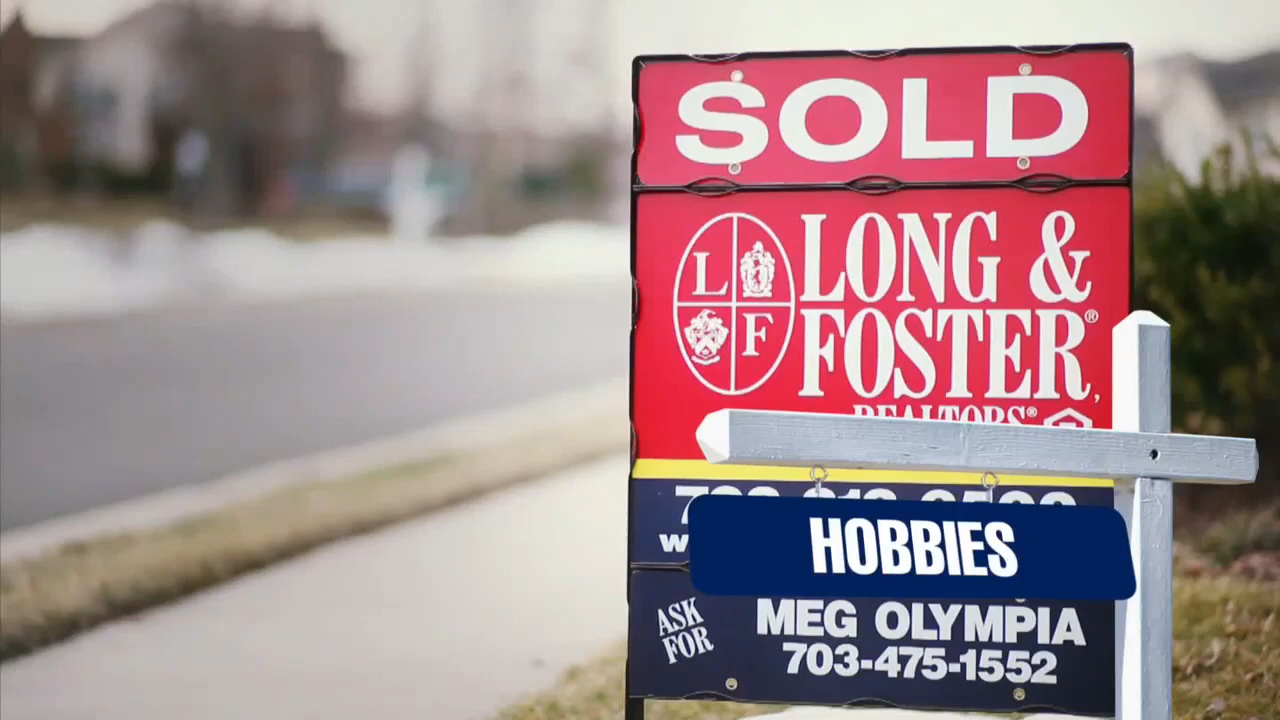 SOLD
L
F
LONG &
FOSTER®,
REALTORS®
HOBBIES
ASK
FOR
MEG OLYMPIA
703-475-1552